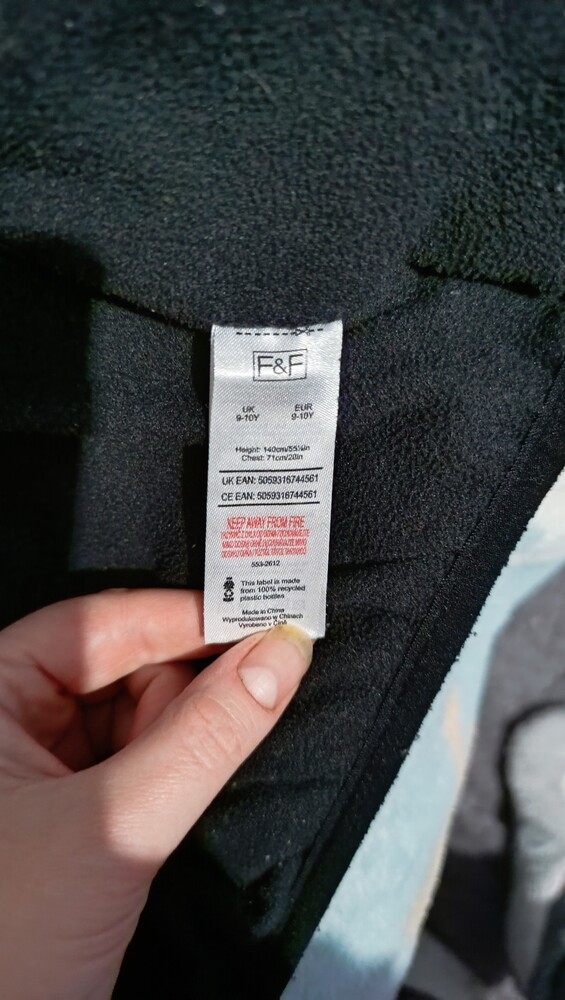 F&F
UK EUR
9-10Y 9-10Y
Height: 140cm/55¼in
Chest: 71cm/28in
UK EAN: 5059316744561
CE EAN: 5059316744561
KEEP AWAY FROM FIRE
553-2612
This label is made
from 100% recycled
plastic bottles
Made in China
Wyprodukowano w Chinach
Vyrobeno v Číně